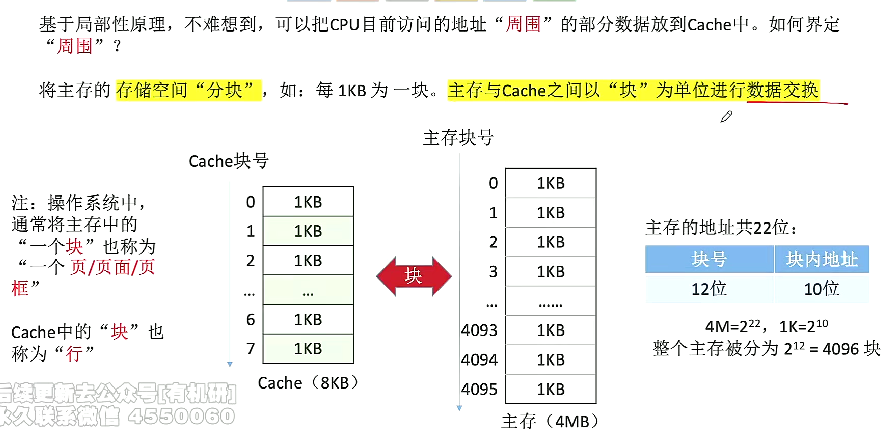 基于局部性原理，不难想到，可以把CPU目前访问的地址“周围”的部分数据放到Cache中。如何界定
“周围”？
将主存的 存储空间“分块”，如：每 1KB 为 一块。主存与Cache之间以“块”为单位进行数据交换
主存块号
Cache块号
注：操作系统中，
通常将主存中的
“一个块”也称为
“一个 页/页面/页
框”
Cache中的“块”也
称为“行”
0 1KB
1 1KB
2 1KB
... ...
6 1KB
7 1KB
Cache（8KB）
块
0 1KB
1 1KB
2 1KB
3 1KB
... ......
4093 1KB
4094 1KB
4095 1KB
主存（4MB）
主存的地址共22位：
块号 块内地址
12位 10位
4M=2²²，1K=2¹⁰
整个主存被分为 2¹² = 4096 块
后续更新去公众号[有机研]
永久联系微信 4550060